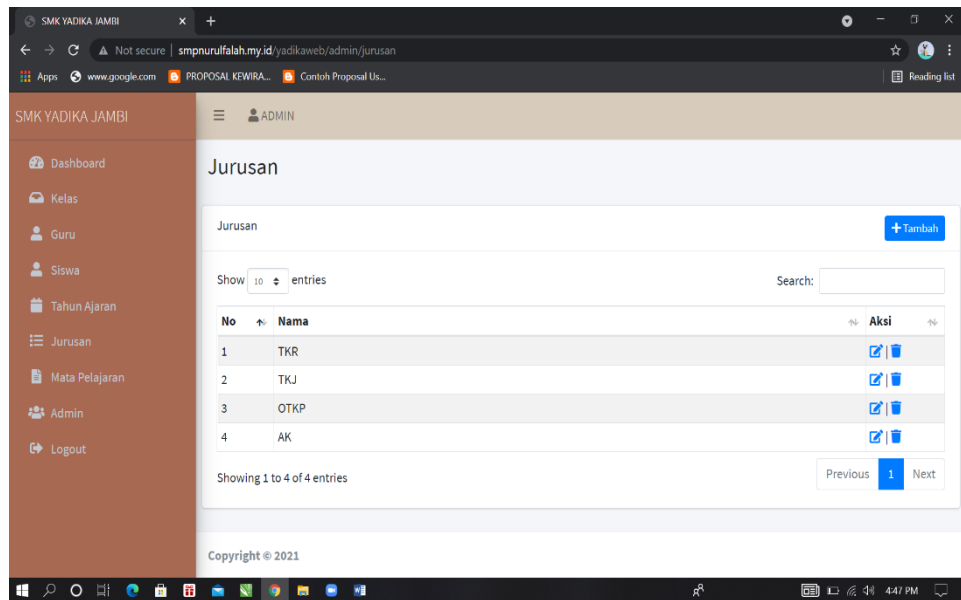 SMK YADIKA JAMBI
Not secure | smpnurulfalah.my.id/yadikaweb/admin/jurusan
Apps www.google.com PROPOSAL KEWIRA... Contoh Proposal Us... Reading list
SMK YADIKA JAMBI
ADMIN
Dashboard
Kelas
Guru
Siswa
Tahun Ajaran
Jurusan
Mata Pelajaran
Admin
Logout
Jurusan
Jurusan
+Tambah
Show 10 entries Search:
No Nama Aksi
1 TKR |
2 TKJ |
3 OTKP |
4 AK |
Showing 1 to 4 of 4 entries
Previous 1 Next
Copyright © 2021
4:47 PM